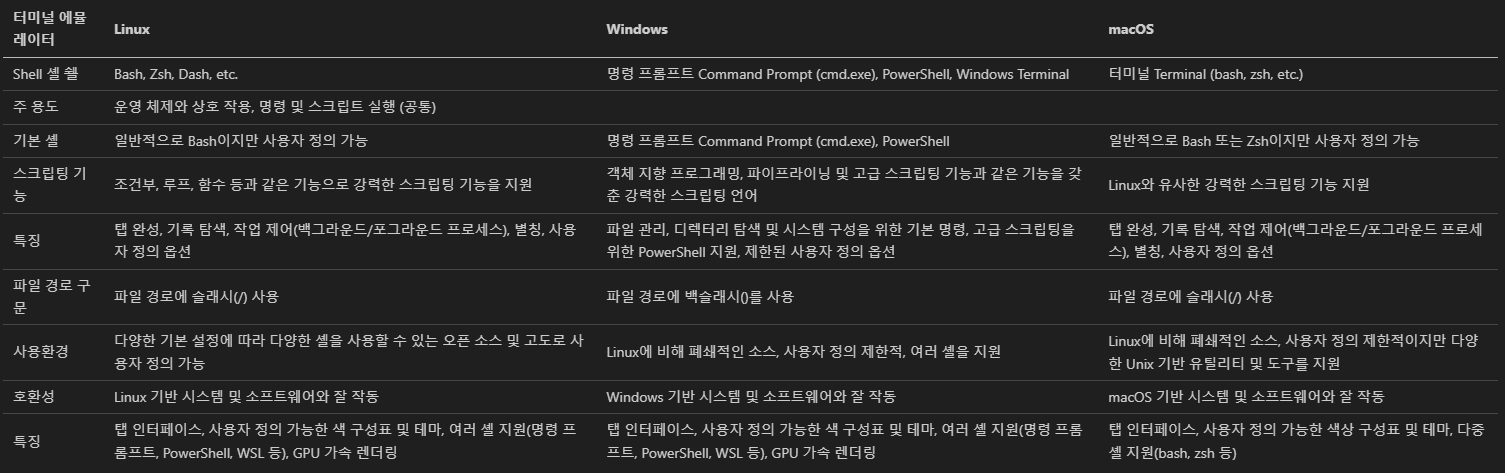 터미널 에뮬레이터 Linux Windows macOS
Shell 셸 쉘 Bash, Zsh, Dash, etc. 명령 프롬프트 Command Prompt (cmd.exe), PowerShell, Windows Terminal 터미널 Terminal (bash, zsh, etc.)
주 용도 운영 체제와 상호 작용, 명령 및 스크립트 실행 (공통)
기본 셸 일반적으로 Bash이지만 사용자 정의 가능 명령 프롬프트 Command Prompt (cmd.exe), PowerShell 일반적으로 Bash 또는 Zsh이지만 사용자 정의 가능
스크립팅 기능 조건부, 루프, 함수 등과 같은 기능으로 강력한 스크립팅 기능을 지원 객체 지향 프로그래밍, 파이프라이닝 및 고급 스크립팅 기능과 같은 기능을 갖춘 강력한 스크립팅 언어 Linux와 유사한 강력한 스크립팅 기능 지원
특징 탭 완성, 기록 탐색, 작업 제어(백그라운드/포그라운드 프로세스), 별칭, 사용자 정의 옵션 파일 관리, 디렉터리 탐색 및 시스템 구성을 위한 기본 명령, 고급 스크립팅을 위한 PowerShell 지원, 제한된 사용자 정의 옵션 탭 완성, 기록 탐색, 작업 제어(백그라운드/포그라운드 프로세스), 별칭, 사용자 정의 옵션
파일 경로 구문 파일 경로에 슬래시(/) 사용 파일 경로에 백슬래시()를 사용 파일 경로에 슬래시(/) 사용
사용환경 다양한 기본 설정에 따라 다양한 셸을 사용할 수 있는 오픈 소스 및 고도로 사용자 정의 가능 Linux에 비해 폐쇄적인 소스, 사용자 정의 제한적, 여러 셸을 지원 Linux에 비해 폐쇄적인 소스, 사용자 정의 제한적이지만 다양한 Unix 기반 유틸리티 및 도구를 지원
호환성 Linux 기반 시스템 및 소프트웨어와 잘 작동 Windows 기반 시스템 및 소프트웨어와 잘 작동 macOS 기반 시스템 및 소프트웨어와 잘 작동
특징 탭 인터페이스, 사용자 정의 가능한 색 구성표 및 테마, 여러 셸 지원(명령 프롬프트, PowerShell, WSL 등), GPU 가속 렌더링 탭 인터페이스, 사용자 정의 가능한 색 구성표 및 테마, 여러 셸 지원(명령 프롬프트, PowerShell, WSL 등), GPU 가속 렌더링 탭 인터페이스, 사용자 정의 가능한 색상 구성표 및 테마, 다중 셸 지원(bash, zsh 등)